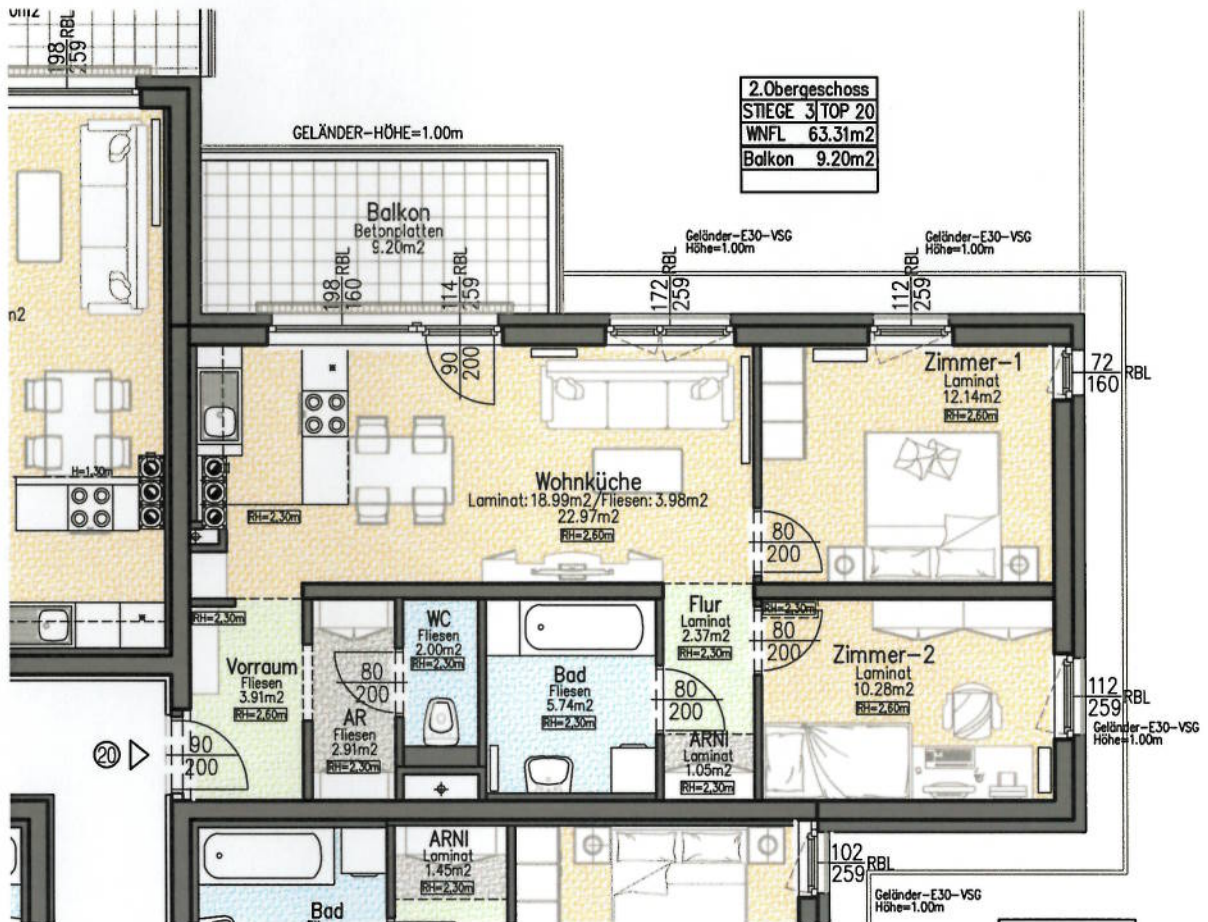 198 RBL
259
2.Obergeschoss
STIEGE 3 TOP 20
WNFL 63.31m2
Balkon 9.20m2
GELÄNDER-HÖHE=1.00m
Balkon
Betonplatten
9.20m2
198 RBL
160
114 RBL
259
Geländer-E30-VSG
Höhe=1.00m
172 RBL
259
Geländer-E30-VSG
Höhe=1.00m
112 RBL
259
90
200
Zimmer-1
Laminat
12.14m2
RH=2,60m
72 RBL
160
H=1,30m
Wohnküche
Laminat: 18.99m2/Fliesen: 3.98m2
22.97m2
RH=2,60m
RH=2,30m
80
200
RH=2,30m
Vorraum
Fliesen
3.91m2
RH=2,60m
WC
Fliesen
2.00m2
RH=2,30m
80
200
AR
Fliesen
2.91m2
RH=2,30m
Bad
Fliesen
5.74m2
RH=2,30m
Flur
Laminat
2.37m2
RH=2,30m
RH=2,30m
80
200
80
200
Zimmer-2
Laminat
10.28m2
RH=2,60m
112 RBL
259
Geländer-E30-VSG
Höhe=1.00m
ARNI
Laminat
1.05m2
RH=2,30m
20
90
200
ARNI
Laminat
1.45m2
RH=2,30m
Bad
102 RBL
259
Geländer-E30-VSG
Höhe=1.00m